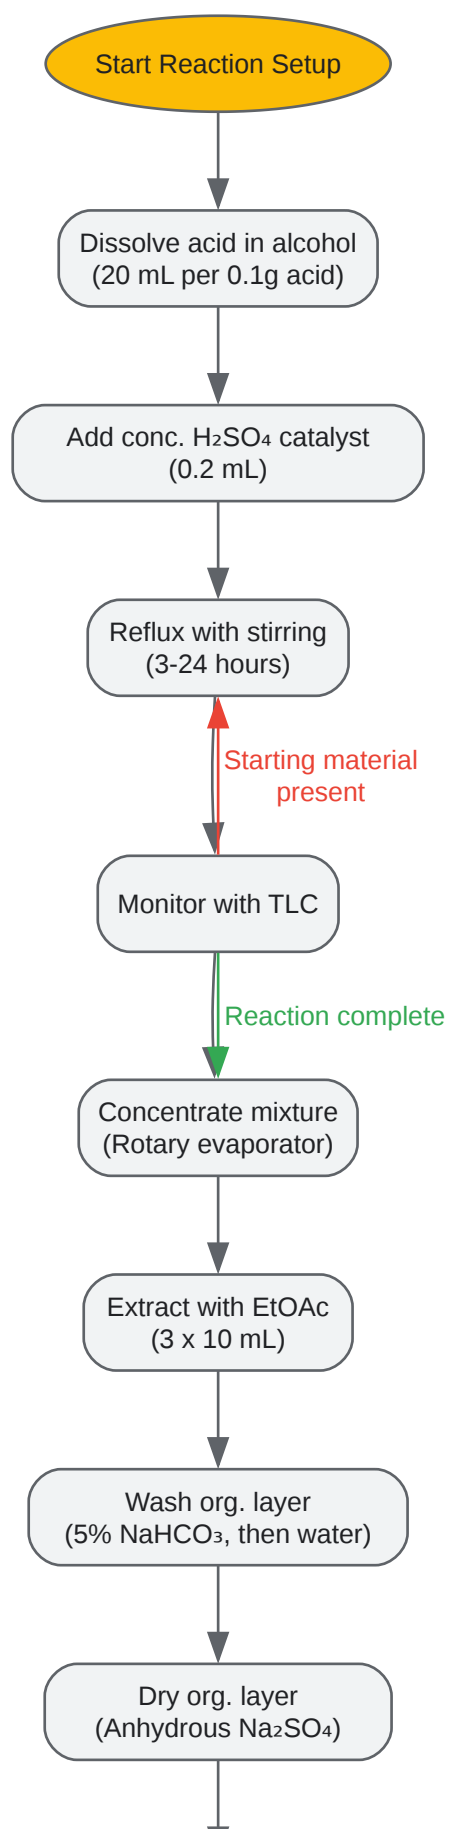 Start Reaction Setup
Dissolve acid in alcohol
(20 mL per 0.1g acid)
Add conc. H₂SO₄ catalyst
(0.2 mL)
Reflux with stirring
(3-24 hours)
Starting material
present
Monitor with TLC
Reaction complete
Concentrate mixture
(Rotary evaporator)
Extract with EtOAc
(3 x 10 mL)
Wash org. layer
(5% NaHCO₃, then water)
Dry org. layer
(Anhydrous Na₂SO₄)